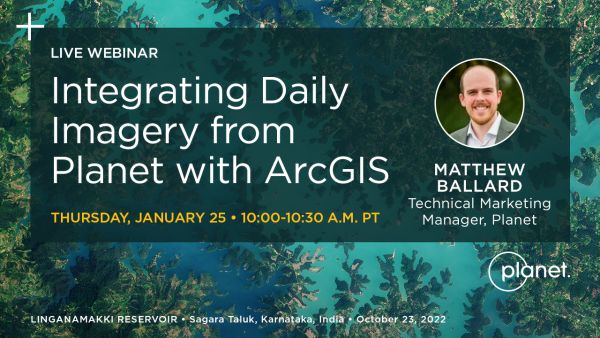 LIVE WEBINAR
Integrating Daily
Imagery from
Planet with ArcGIS
THURSDAY, JANUARY 25 • 10:00-10:30 A.M. PT
MATTHEW
BALLARD
Technical Marketing
Manager, Planet
planet.
LINGANAMAKKI RESERVOIR • Sagara Taluk, Karnataka, India • October 23, 2022